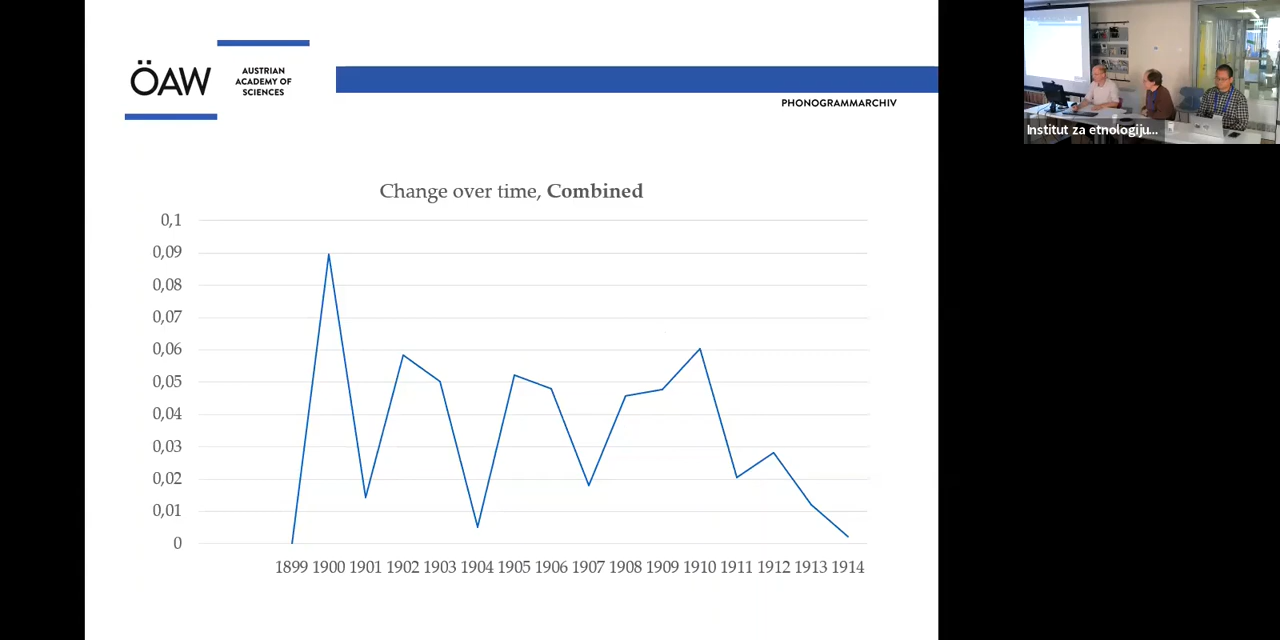 ÖAW
AUSTRIAN
ACADEMY OF
SCIENCES
PHONOGRAMMARCHIV
Institut za etnologiju...
Change over time, Combined
0,1
0,09
0,08
0,07
0,06
0,05
0,04
0,03
0,02
0,01
0
1899 1900 1901 1902 1903 1904 1905 1906 1907 1908 1909 1910 1911 1912 1913 1914